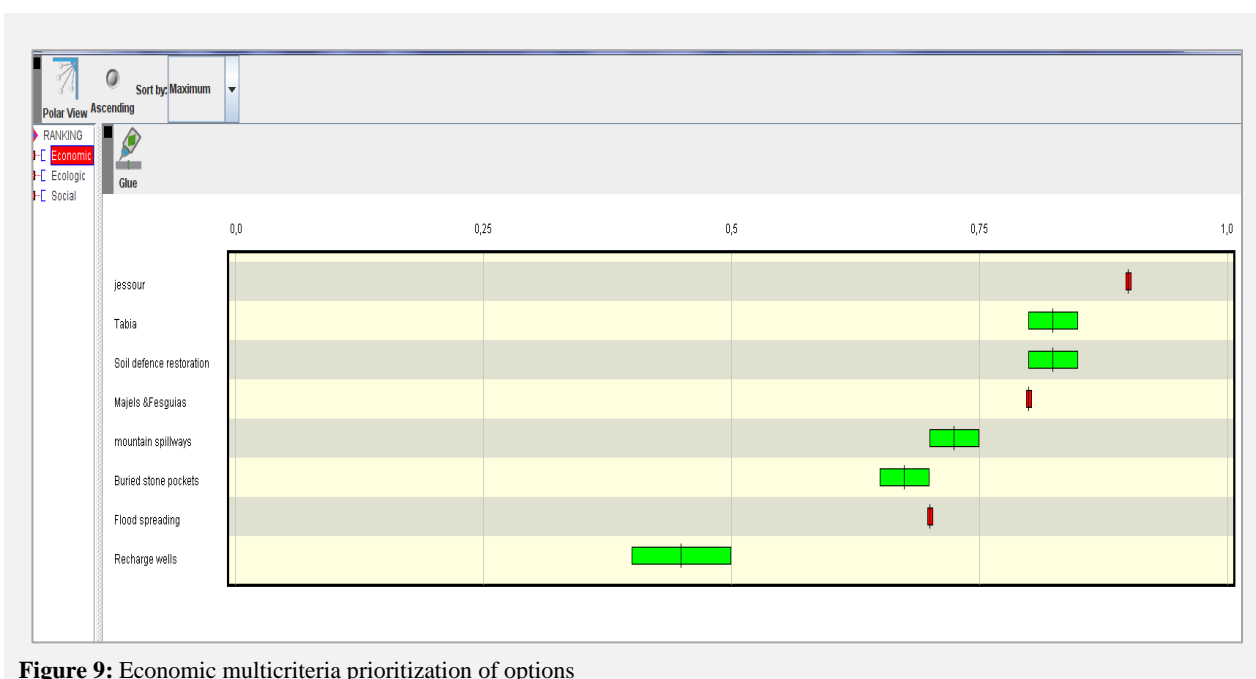 Polar View Ascending Sort by: Maximum
RANKING
Economic
Ecologic
Social
Glue
0,0 0,25 0,5 0,75 1,0
jessour
Tabia
Soil defence restoration
Majels &Fesguias
mountain spillways
Buried stone pockets
Flood spreading
Recharge wells
Figure 9: Economic multicriteria prioritization of options